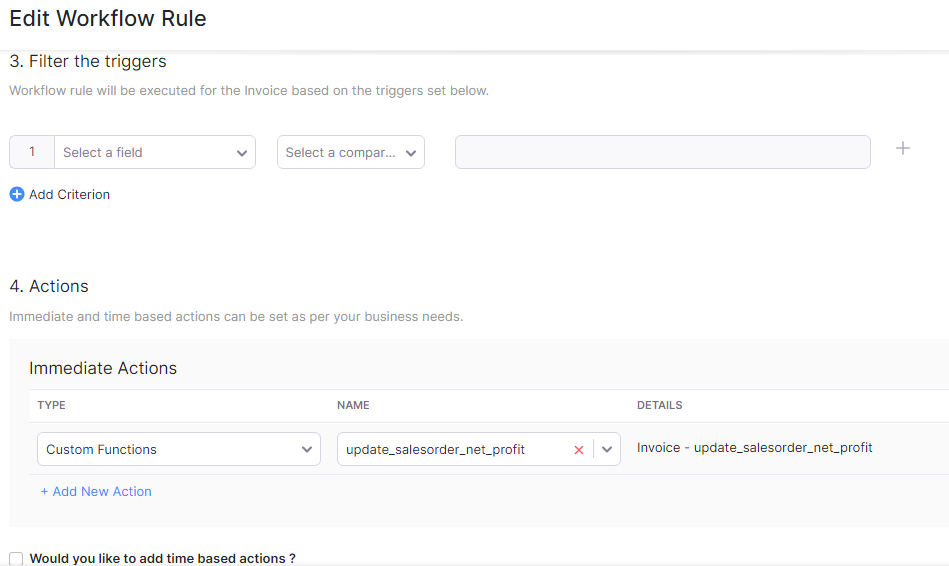 Edit Workflow Rule
3. Filter the triggers
Workflow rule will be executed for the Invoice based on the triggers set below.
1 Select a field Select a compar...
Add Criterion
4. Actions
Immediate and time based actions can be set as per your business needs.
Immediate Actions
TYPE NAME DETAILS
Custom Functions update_salesorder_net_profit Invoice - update_salesorder_net_profit
+ Add New Action
Would you like to add time based actions ?